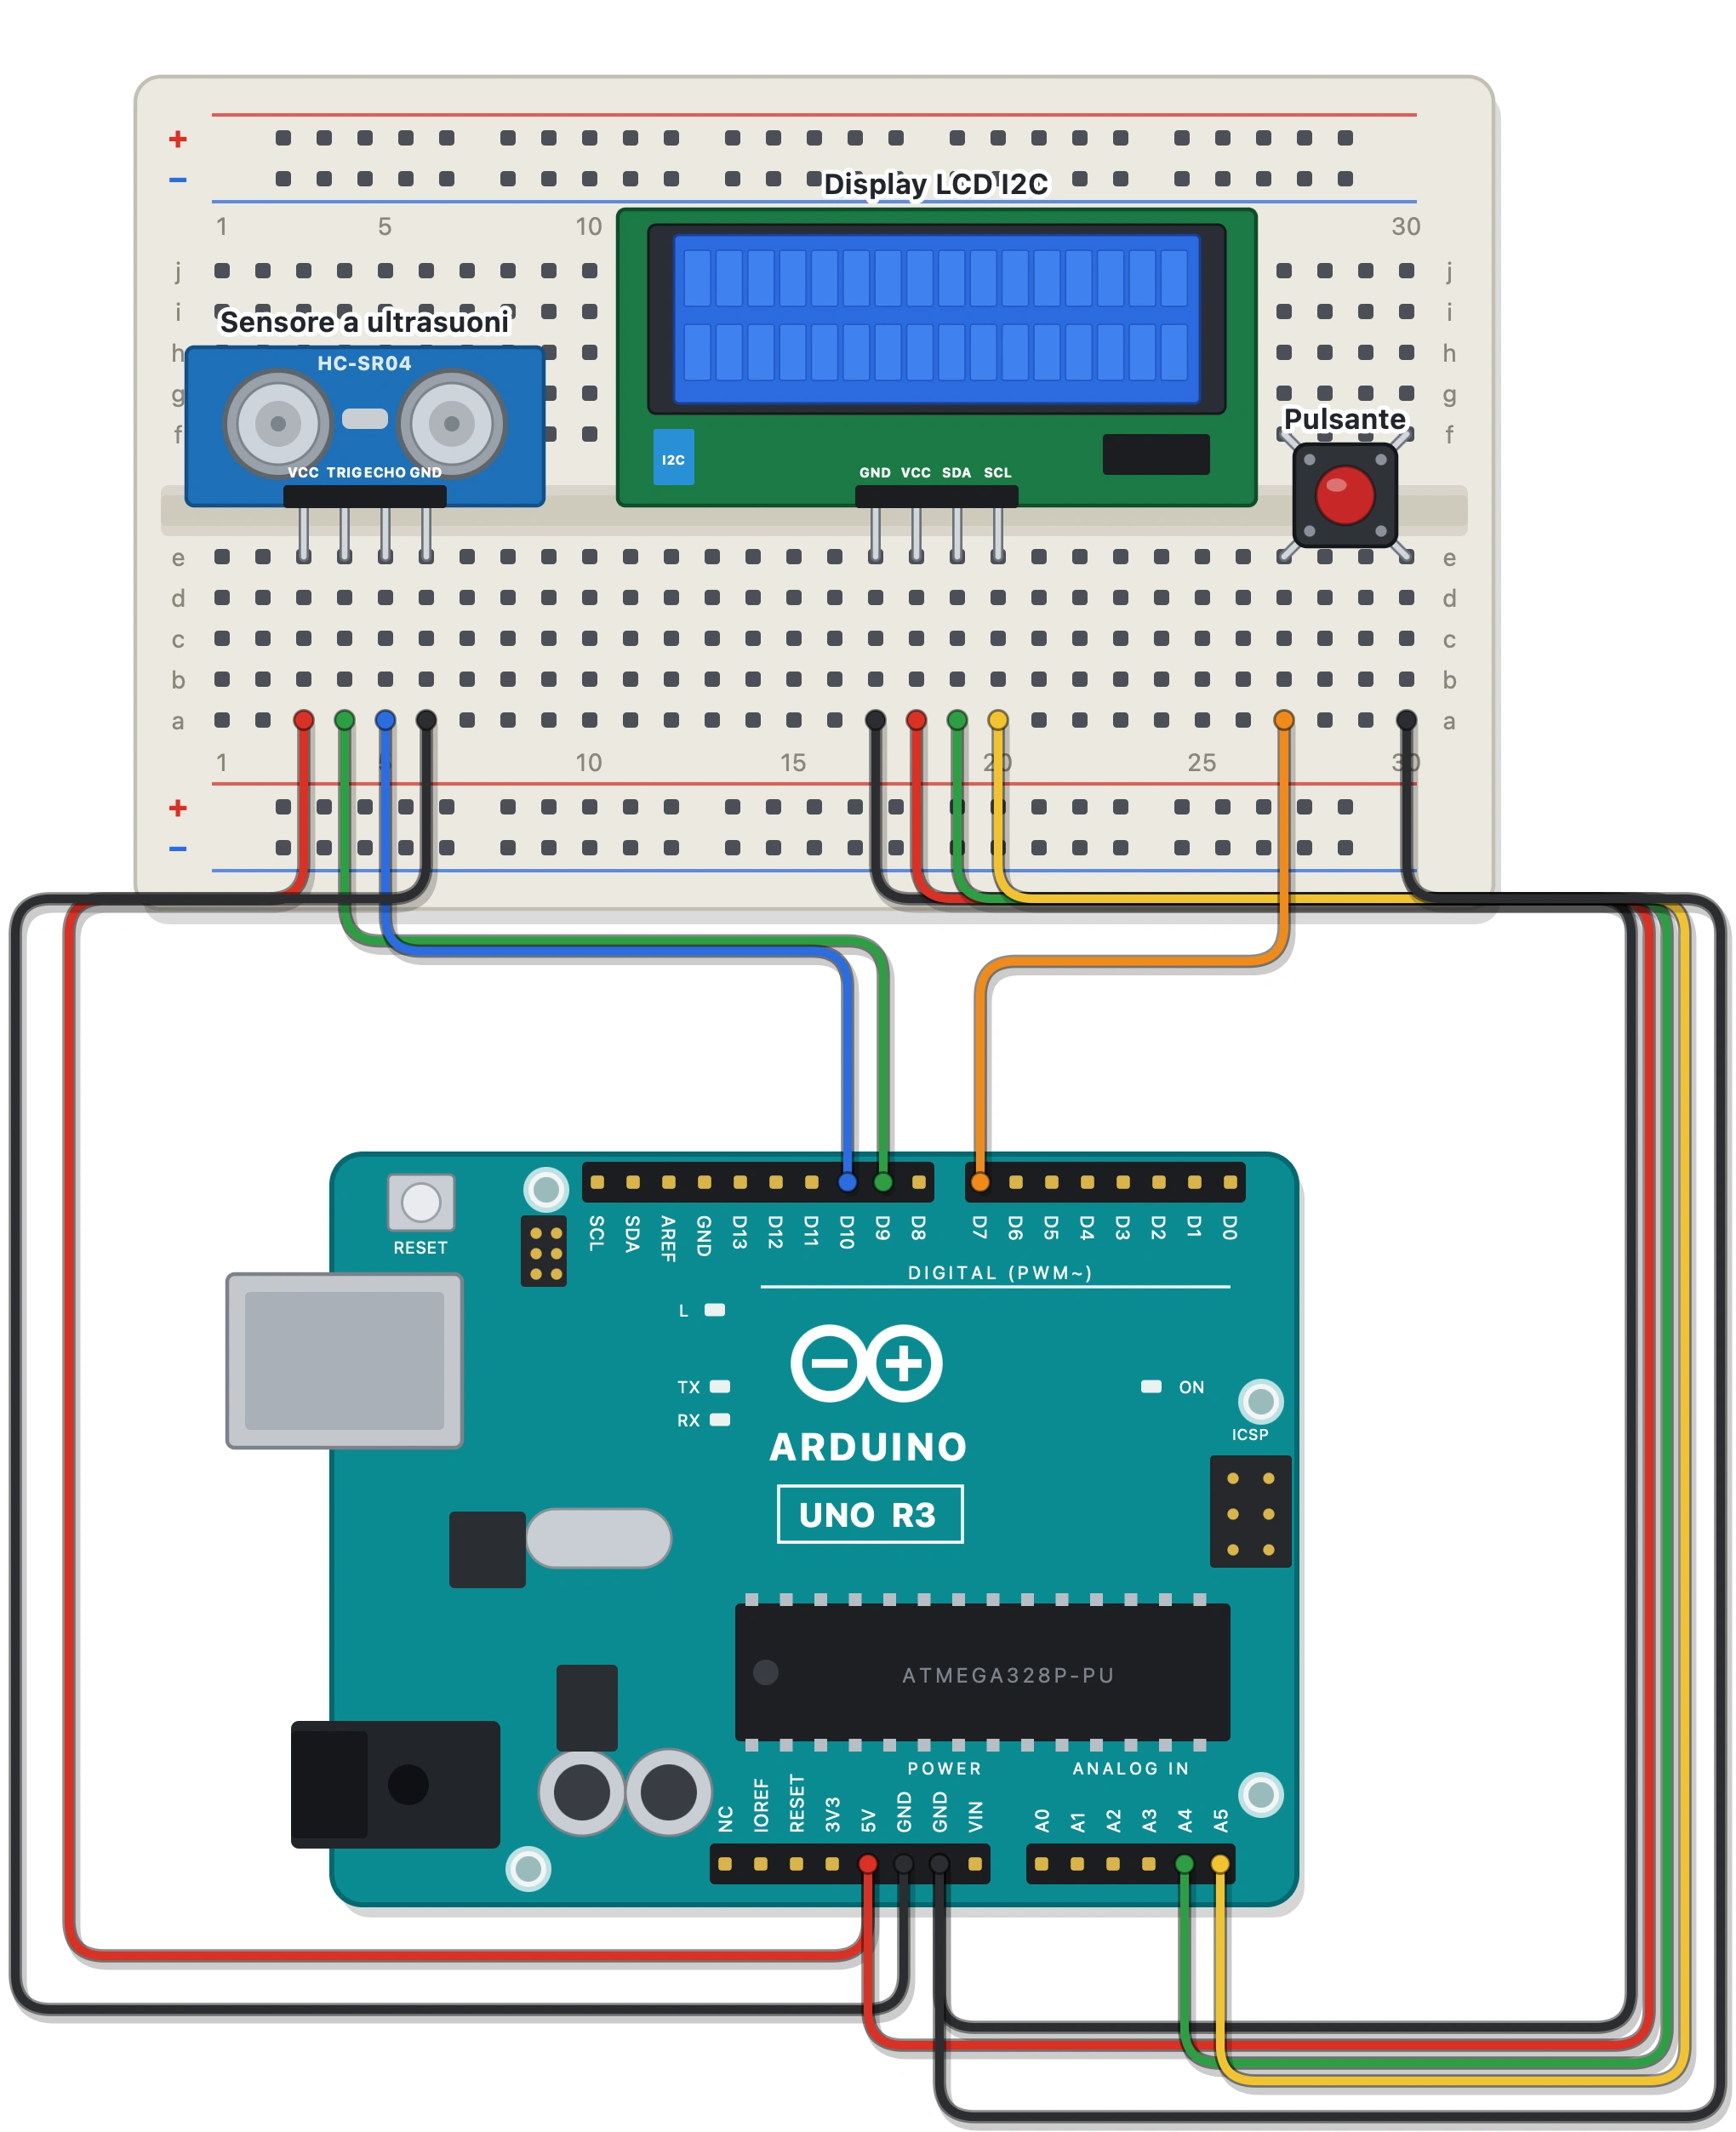 +
−
Display LCD I2C
1 5 10 30
j j
i i
Sensore a ultrasuoni
h h
HC-SR04
g g
Pulsante
f f
I2C
VCC TRIG ECHO GND
GND VCC SDA SCL
e e
d d
c c
b b
a a
1 5 10 15 20 25 30
+
−
RESET
SCL SDA AREF GND D13 D12 D11 D10 D9 D8 D7 D6 D5 D4 D3 D2 D1 D0
DIGITAL (PWM~)
L
TX
ON
RX
ICSP
ARDUINO
UNO R3
ATMEGA328P-PU
POWER
ANALOG IN
NC IOREF RESET 3V3 5V GND GND VIN A0 A1 A2 A3 A4 A5